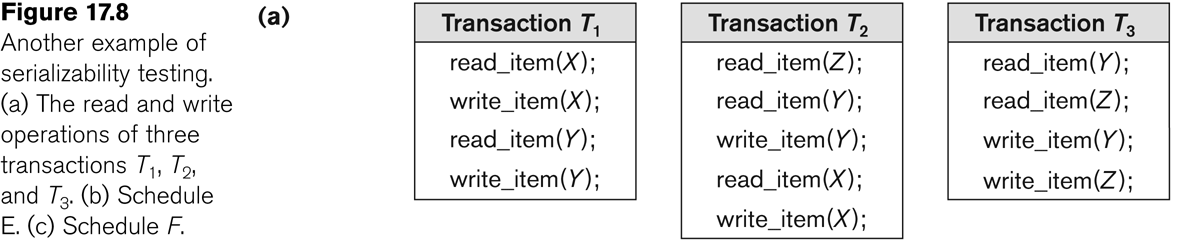 Figure 17.8
Another example of
serializability testing.
(a) The read and write
operations of three
transactions T1, T2,
and T3. (b) Schedule
E. (c) Schedule F.
(a)
Transaction T1
read_item(X);
write_item(X);
read_item(Y);
write_item(Y);
Transaction T2
read_item(Z);
read_item(Y);
write_item(Y);
read_item(X);
write_item(X);
Transaction T3
read_item(Y);
read_item(Z);
write_item(Y);
write_item(Z);